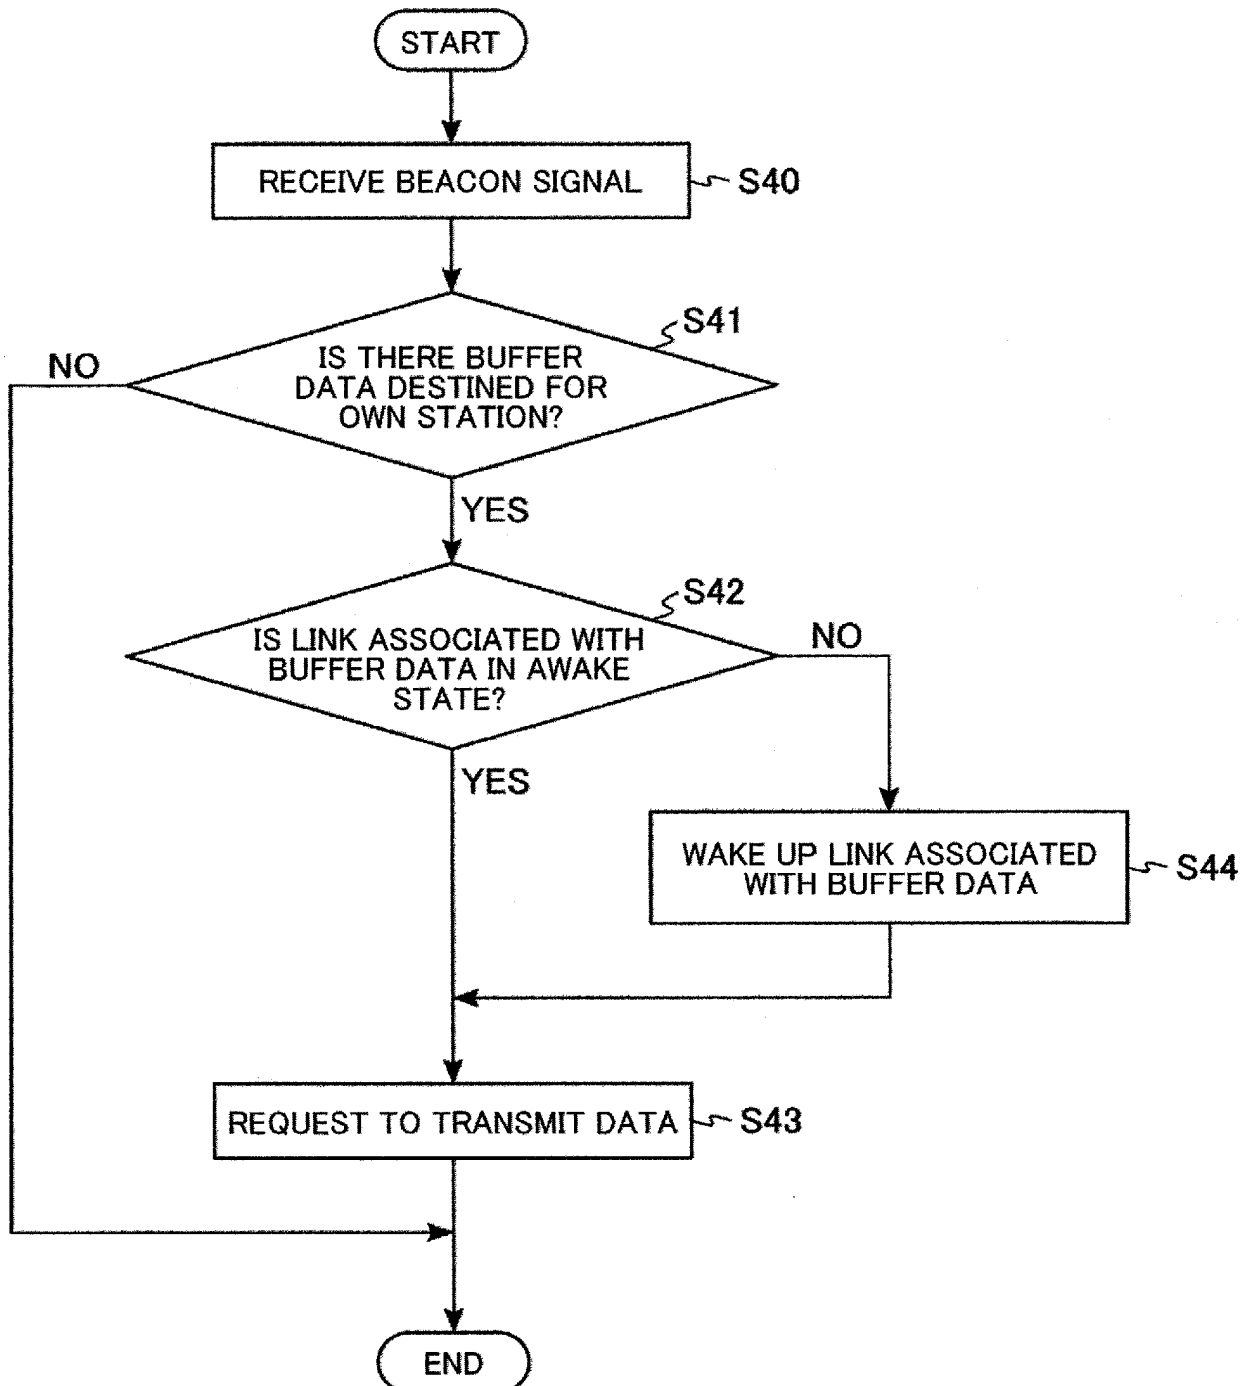 START
RECEIVE BEACON SIGNAL
S40
S41
IS THERE BUFFER
DATA DESTINED FOR
OWN STATION?
NO
YES
S42
IS LINK ASSOCIATED WITH
BUFFER DATA IN AWAKE
STATE?
NO
YES
WAKE UP LINK ASSOCIATED
WITH BUFFER DATA
S44
REQUEST TO TRANSMIT DATA
S43
END